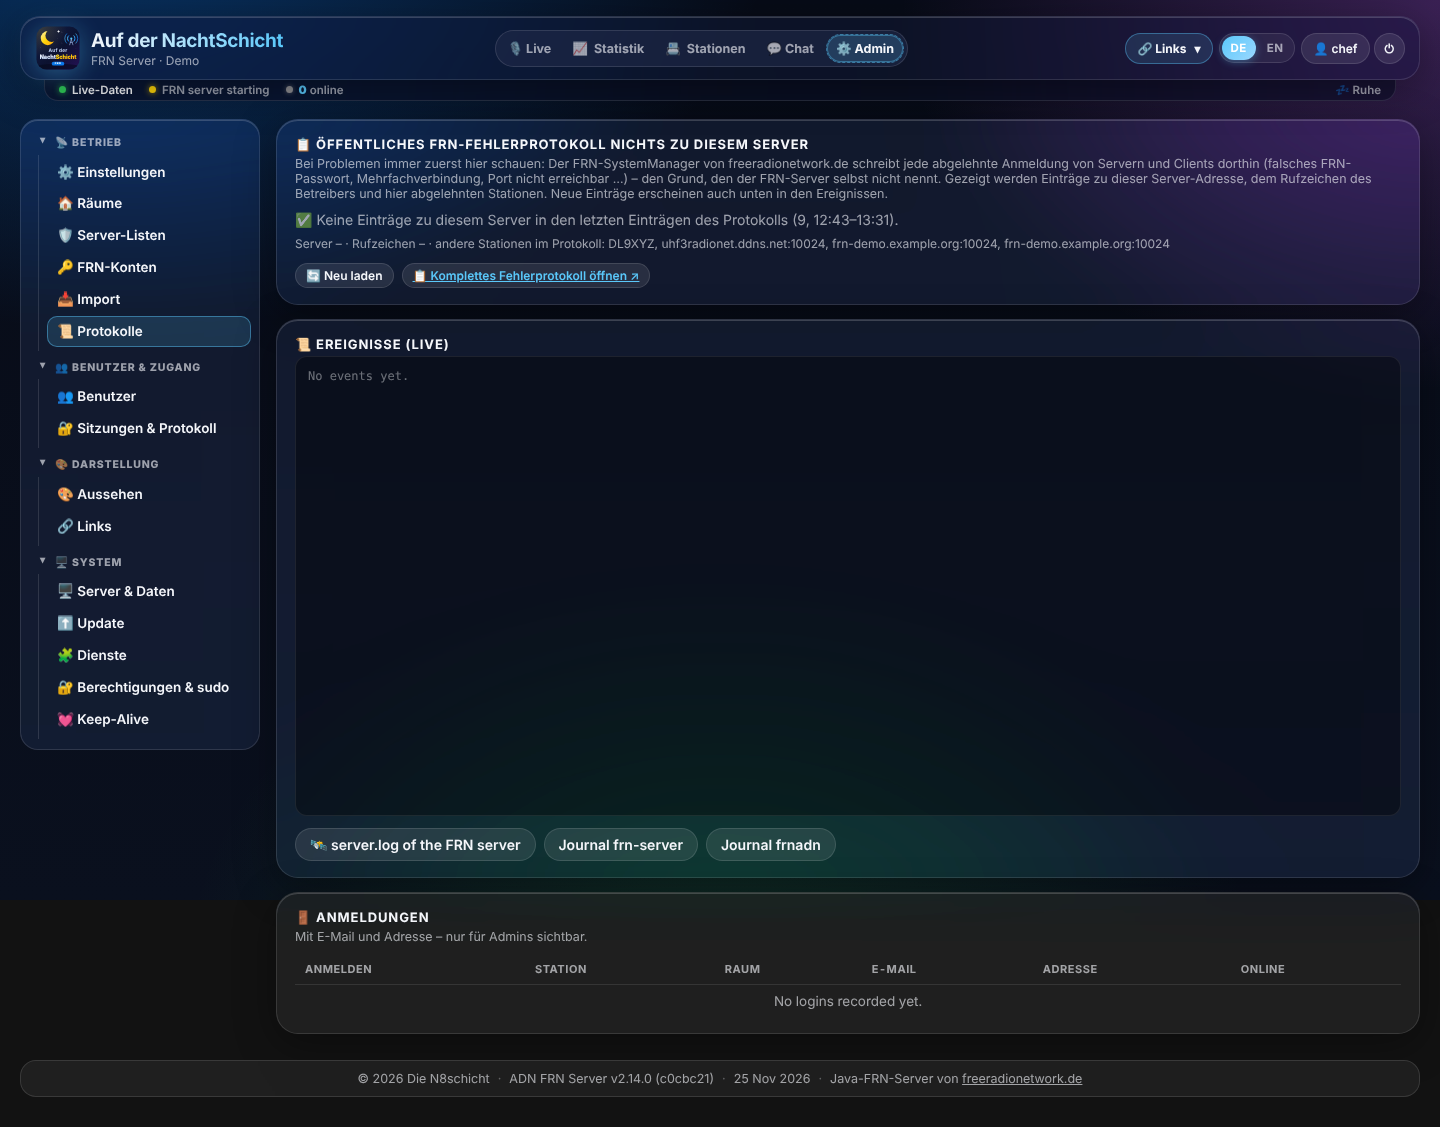 Auf der NachtSchicht
FRN Server · Demo
Live
Statistik
Stationen
Chat
Admin
Links ▾
DE
EN
chef
Live-Daten
FRN server starting
0 online
Ruhe
BETRIEB
Einstellungen
Räume
Server-Listen
FRN-Konten
Import
Protokolle
BENUTZER & ZUGANG
Benutzer
Sitzungen & Protokoll
DARSTELLUNG
Aussehen
Links
SYSTEM
Server & Daten
Update
Dienste
Berechtigungen & sudo
Keep-Alive
ÖFFENTLICHES FRN-FEHLERPROTOKOLL NICHTS ZU DIESEM SERVER
Bei Problemen immer zuerst hier schauen: Der FRN-SystemManager von freeradionetwork.de schreibt jede abgelehnte Anmeldung von Servern und Clients dorthin (falsches FRN-
Passwort, Mehrfachverbindung, Port nicht erreichbar ...) – den Grund, den der FRN-Server selbst nicht nennt. Gezeigt werden Einträge zu dieser Server-Adresse, dem Rufzeichen des
Betreibers und hier abgelehnten Stationen. Neue Einträge erscheinen auch unten in den Ereignissen.
Keine Einträge zu diesem Server in den letzten Einträgen des Protokolls (9, 12:43–13:31).
Server – · Rufzeichen – · andere Stationen im Protokoll: DL9XYZ, uhf3radionet.ddns.net:10024, frn-demo.example.org:10024, frn-demo.example.org:10024
Neu laden
Komplettes Fehlerprotokoll öffnen ↗
EREIGNISSE (LIVE)
No events yet.
server.log of the FRN server
Journal frn-server
Journal frnadn
ANMELDUNGEN
Mit E-Mail und Adresse – nur für Admins sichtbar.
ANMELDEN STATION RAUM E-MAIL ADRESSE ONLINE
No logins recorded yet.
© 2026 Die N8schicht · ADN FRN Server v2.14.0 (c0cbc21) · 25 Nov 2026 · Java-FRN-Server von freeradionetwork.de